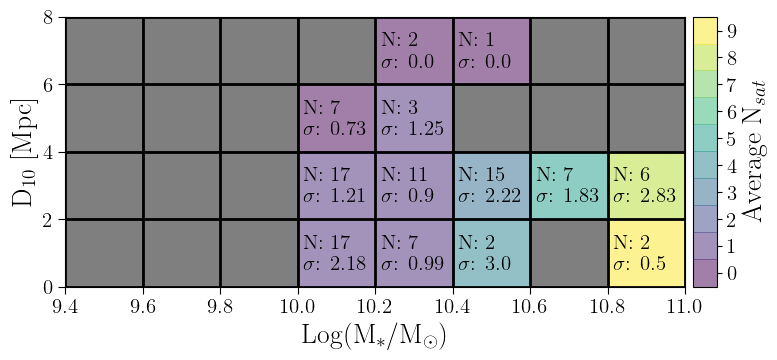 8
N: 2
N: 1
σ: 0.0
σ: 0.0
6
N: 7
N: 3
σ: 0.73
σ: 1.25
4
N: 17
N: 11
N: 15
N: 7
N: 6
σ: 1.21
σ: 0.9
σ: 2.22
σ: 1.83
σ: 2.83
2
N: 17
N: 7
N: 2
N: 2
σ: 2.18
σ: 0.99
σ: 3.0
σ: 0.5
0
D₁₀ [Mpc]
9.4 9.6 9.8 10.0 10.2 10.4 10.6 10.8 11.0
Log(M∗/M⊙)
9
8
7
6
5
4
3
2
1
0
Average N_sat